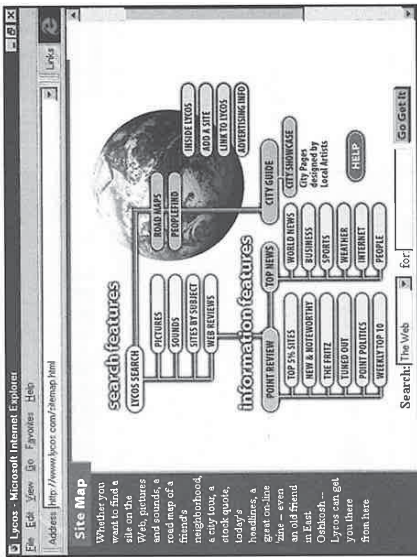 Lycos - Microsoft Internet Explorer
File Edit View Go Favorites Help
Address http://www.lycos.com/sitemap.html
Links
Site Map
Whether you
want to find a
site on the
Web, pictures
and sounds, a
road map of a
friend's
neighborhood,
a city tour, a
stock quote,
today's
headlines, a
great on-line
'zine -- even
an old friend
in East
Oshkosh --
Lycos can get
you there
from here
search features
LYCOS SEARCH
PICTURES
SOUNDS
SITES BY SUBJECT
WEB REVIEWS
ROAD MAPS
PEOPLEFIND
INSIDE LYCOS
ADD A SITE
LINK TO LYCOS
ADVERTISING INFO
information features
POINT REVIEW
TOP 5% SITES
NEW & NOTEWORTHY
THE FRITZ
TUNED OUT
POINT POLITICS
WEEKLY TOP 10
TOP NEWS
WORLD NEWS
BUSINESS
SPORTS
WEATHER
INTERNET
PEOPLE
CITY GUIDE
CITY SHOWCASE
City Pages
designed by
Local Artists
HELP
Search: The Web for Go Get It